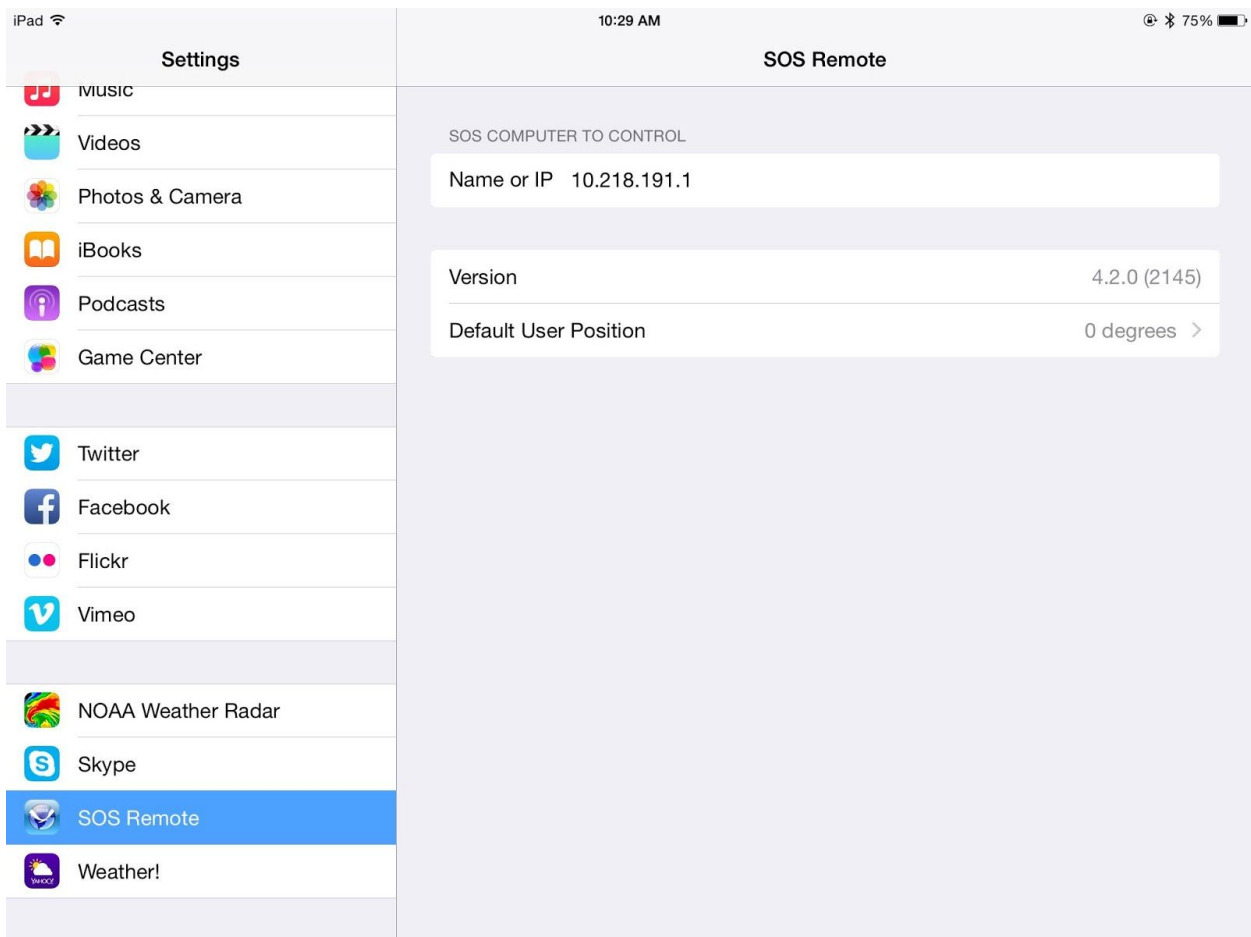 iPad
10:29 AM
75%
Settings
SOS Remote
Music
Videos
Photos & Camera
iBooks
Podcasts
Game Center
Twitter
Facebook
Flickr
Vimeo
NOAA Weather Radar
Skype
SOS Remote
YAHOO!
Weather!
SOS COMPUTER TO CONTROL
Name or IP 10.218.191.1
Version 4.2.0 (2145)
Default User Position 0 degrees